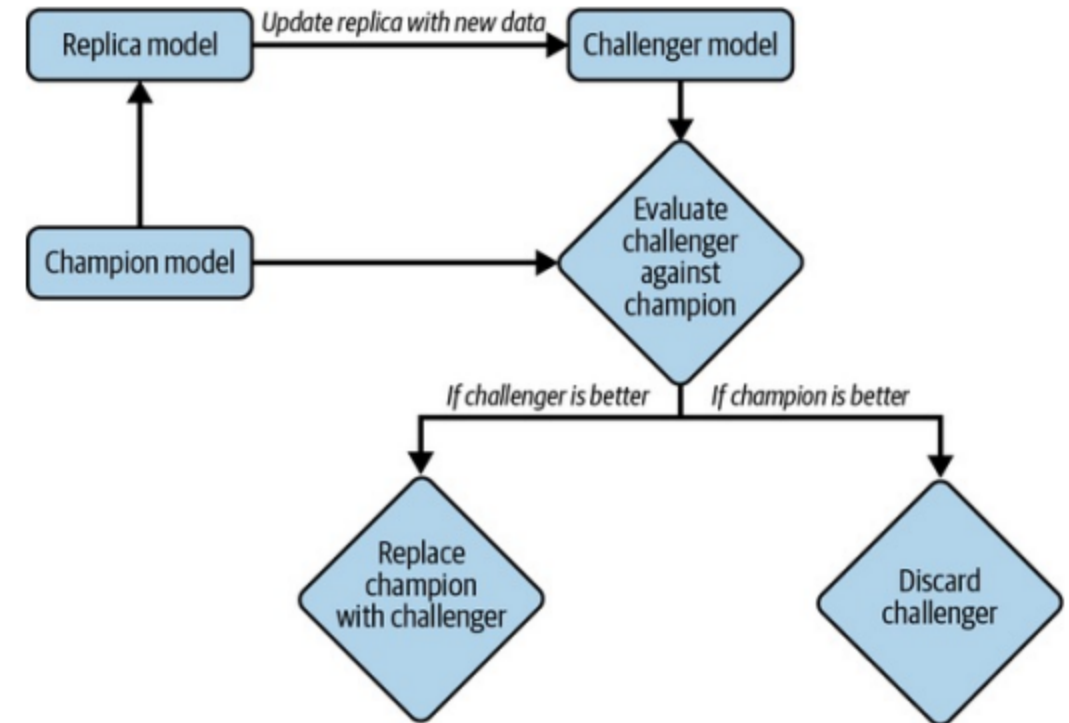 Replica model
Update replica with new data
Challenger model
Champion model
Evaluate
challenger
against
champion
If challenger is better
If champion is better
Replace
champion
with challenger
Discard
challenger